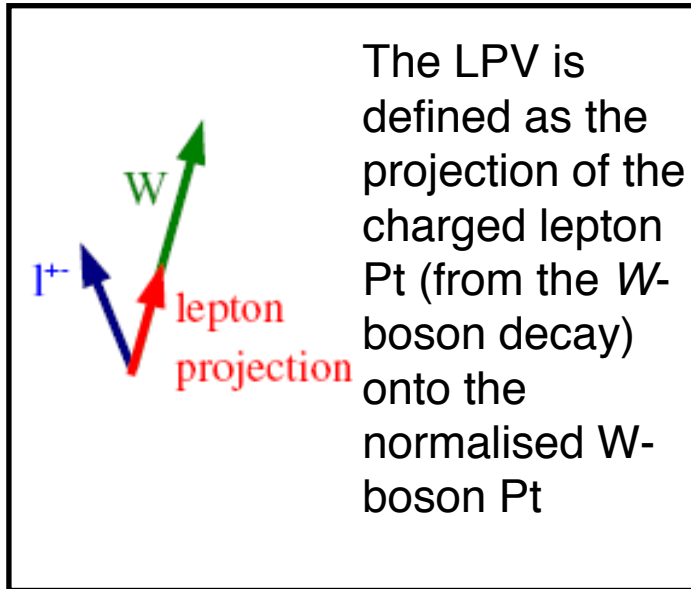 The LPV is
defined as the
projection of the
charged lepton
Pt (from the W-
boson decay)
onto the
normalised W-
boson Pt
W
l+-
lepton
projection